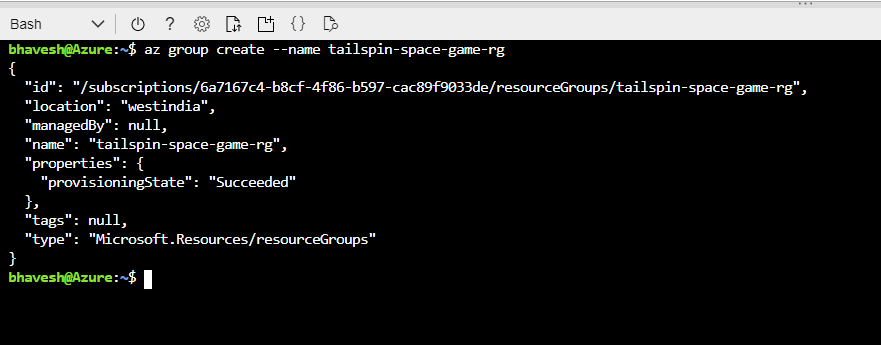 Bash
bhavesh@Azure:~$ az group create --name tailspin-space-game-rg
{
  "id": "/subscriptions/6a7167c4-b8cf-4f86-b597-cac89f9033de/resourceGroups/tailspin-space-game-rg",
  "location": "westindia",
  "managedBy": null,
  "name": "tailspin-space-game-rg",
  "properties": {
    "provisioningState": "Succeeded"
  },
  "tags": null,
  "type": "Microsoft.Resources/resourceGroups"
}
bhavesh@Azure:~$